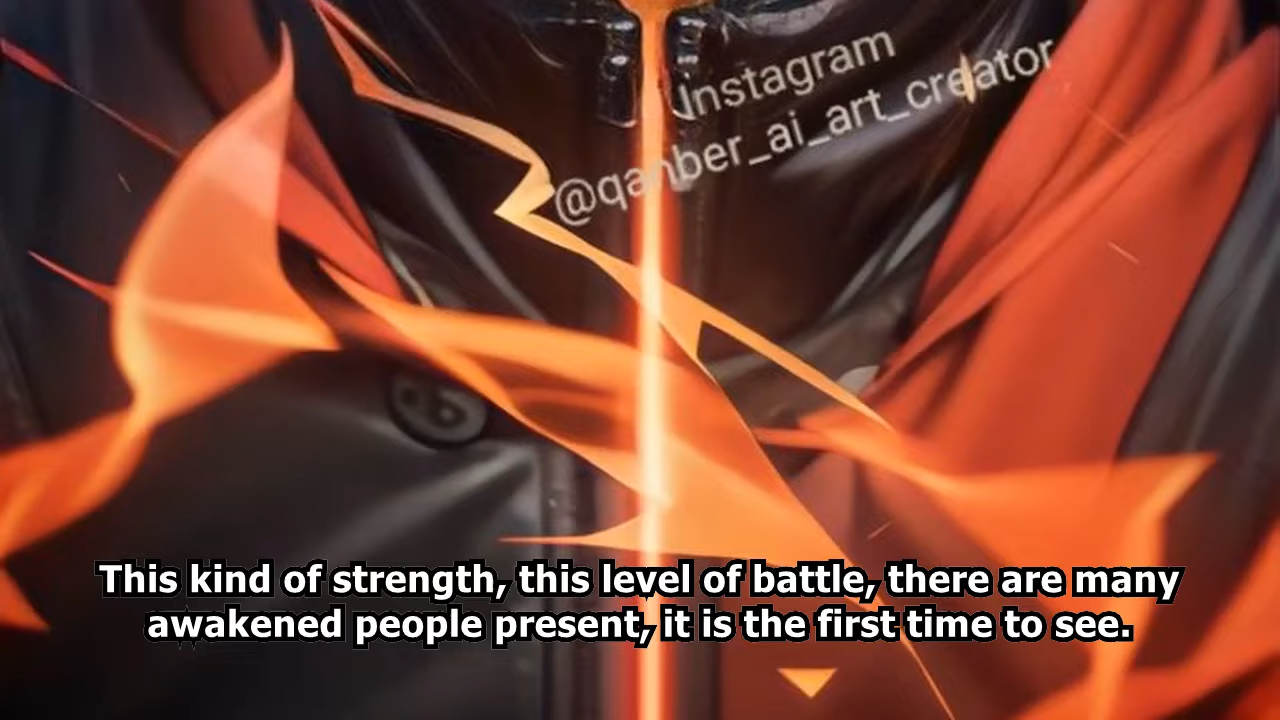 Instagram
@qanber_ai_art_creator
This kind of strength, this level of battle, there are many
awakened people present, it is the first time to see.